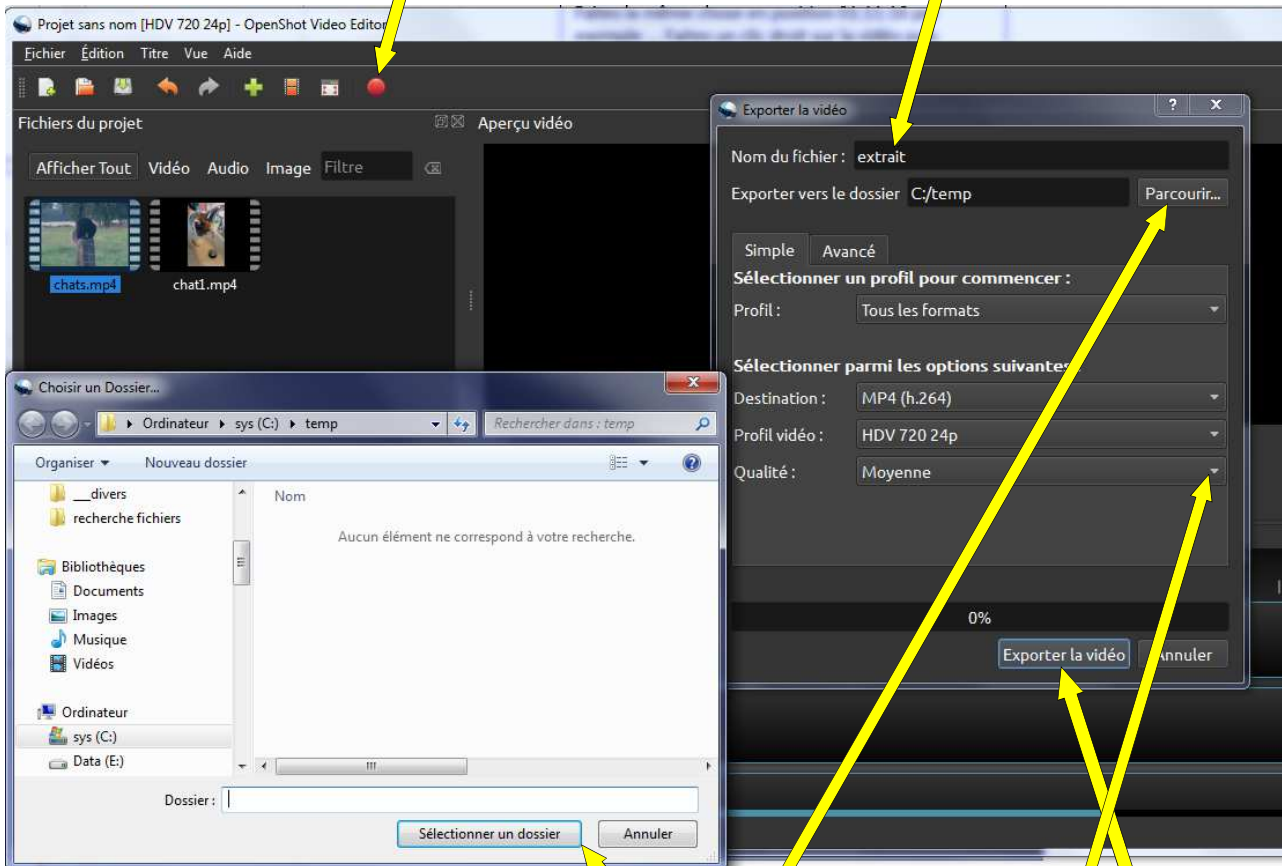 Projet sans nom [HDV 720 24p] - OpenShot Video Editor
Fichier Édition Titre Vue Aide
Fichiers du projet
Aperçu vidéo
Afficher Tout Vidéo Audio Image Filtre
chats.mp4 chat1.mp4
Exporter la vidéo
Nom du fichier : extrait
Exporter vers le dossier C:/temp Parcourir...
Simple Avancé
Sélectionner un profil pour commencer :
Profil : Tous les formats
Sélectionner parmi les options suivantes :
Destination : MP4 (h.264)
Profil vidéo : HDV 720 24p
Qualité : Moyenne
0%
Exporter la vidéo Annuler
Choisir un Dossier...
Ordinateur sys (C:) temp Rechercher dans : temp
Organiser Nouveau dossier
__divers
recherche fichiers
Bibliothèques
Documents
Images
Musique
Vidéos
Ordinateur
sys (C:)
Data (E:)
Nom
Aucun élément ne correspond à votre recherche.
Dossier :
Sélectionner un dossier Annuler